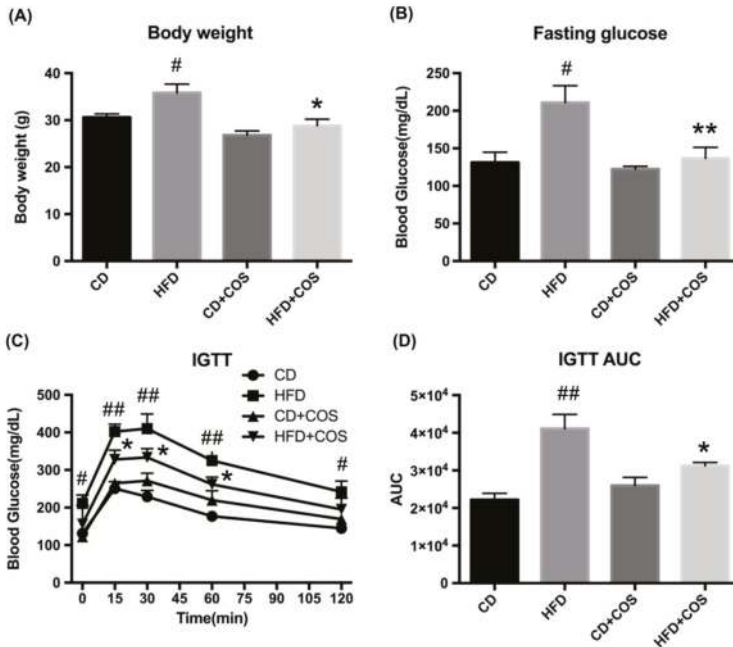 (A)
Body weight
Body weight (g)
40
30
20
10
0
#
*
CD
HFD
CD+COS
HFD+COS
(B)
Fasting glucose
Blood Glucose(mg/dL)
250
200
150
100
50
0
#
**
CD
HFD
CD+COS
HFD+COS
(C)
IGTT
CD
HFD
CD+COS
HFD+COS
Blood Glucose(mg/dL)
500
400
300
200
100
0
#
##
##
##
#
*
*
*
0 15 30 45 60 75 90 105 120
Time(min)
(D)
IGTT AUC
AUC
5×10⁴
4×10⁴
3×10⁴
2×10⁴
1×10⁴
0
##
*
CD
HFD
CD+COS
HFD+COS